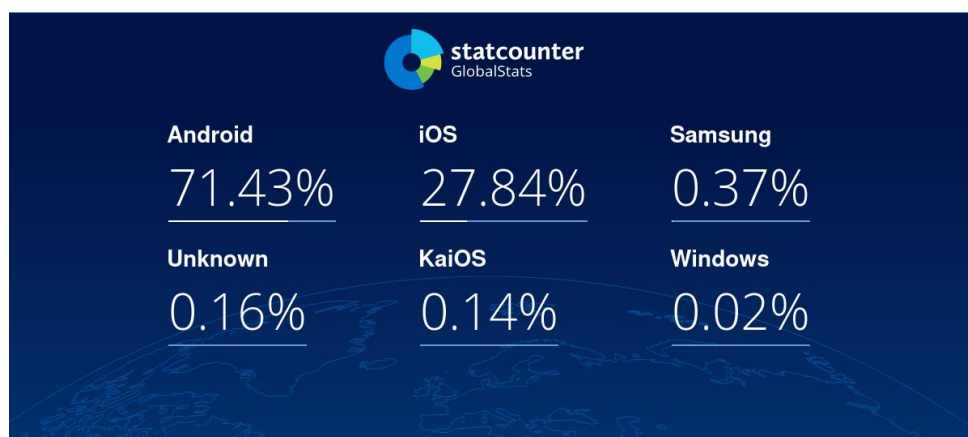 statcounter
GlobalStats
Android iOS Samsung
71.43% 27.84% 0.37%
Unknown KaiOS Windows
0.16% 0.14% 0.02%